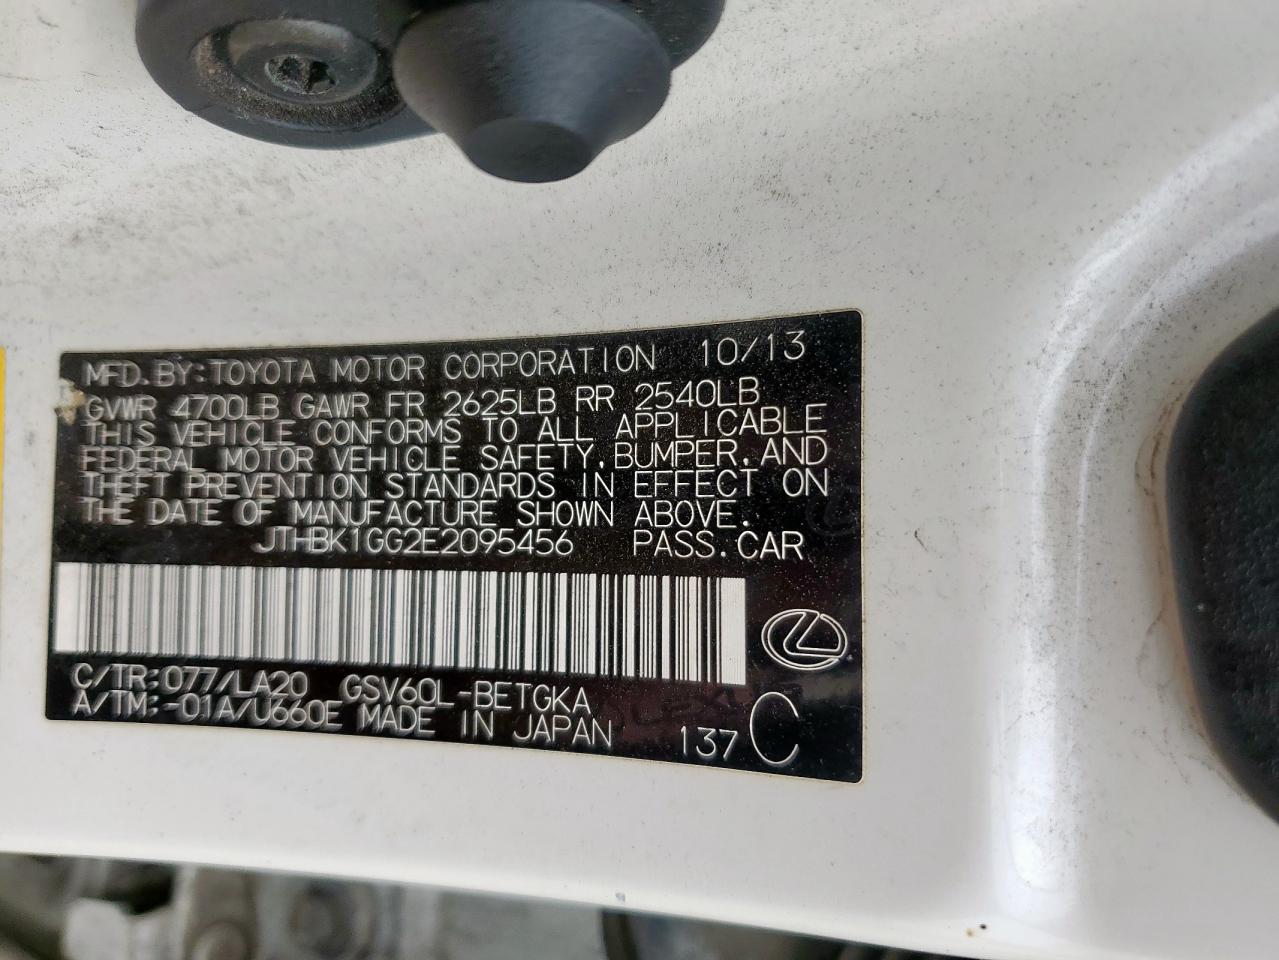 MFD. BY: TOYOTA MOTOR CORPORATION 10/13
GVWR 4700LB GAWR FR 2625LB RR 2540LB
THIS VEHICLE CONFORMS TO ALL APPLICABLE
FEDERAL MOTOR VEHICLE SAFETY, BUMPER, AND
THEFT PREVENTION STANDARDS IN EFFECT ON
THE DATE OF MANUFACTURE SHOWN ABOVE.
JTHBK1GG2E2095456 PASS. CAR
C/TR: 077/LA20 GSV60L-BETGKA
A/TM: -01A/U660E MADE IN JAPAN
137 C